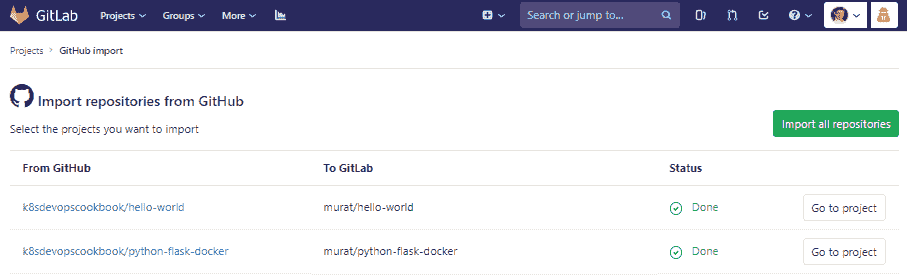 GitLab Projects Groups More Search or jump to...
Projects > GitHub import
Import repositories from GitHub
Select the projects you want to import
Import all repositories
From GitHub To GitLab Status
k8sdevopscookbook/hello-world murat/hello-world Done Go to project
k8sdevopscookbook/python-flask-docker murat/python-flask-docker Done Go to project